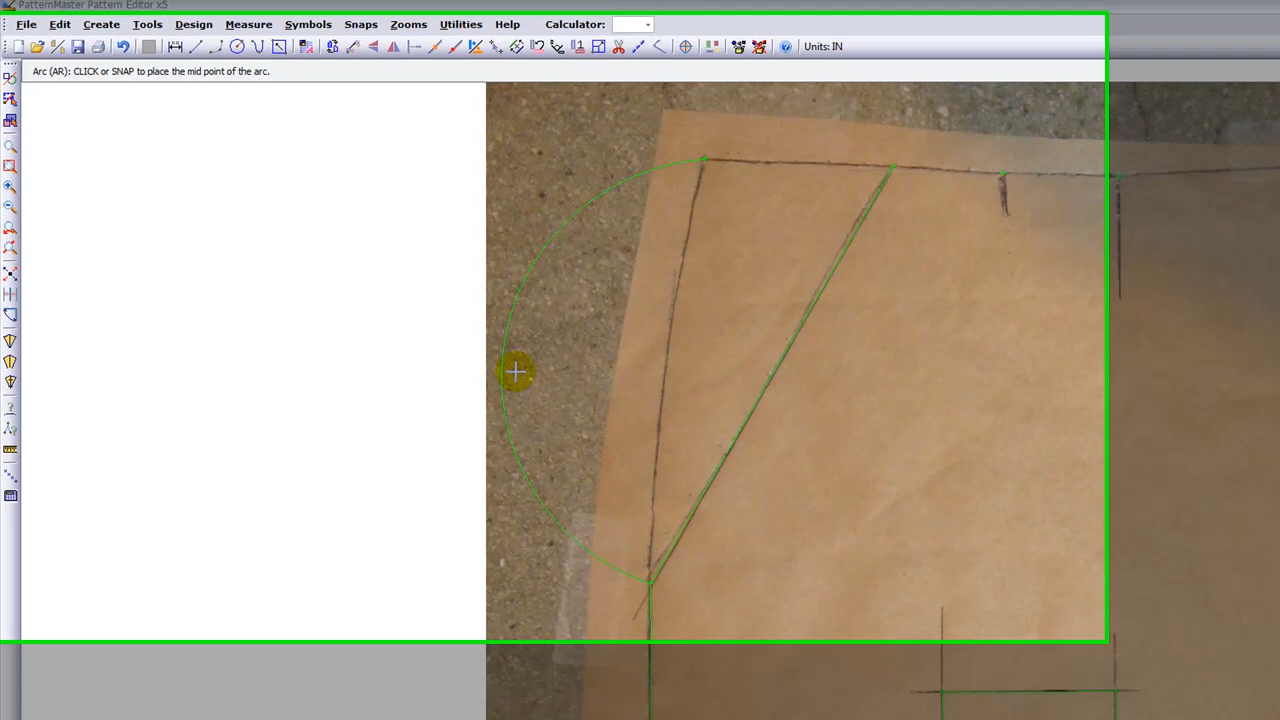 PatternMaster Pattern Editor x5
File Edit Create Tools Design Measure Symbols Snaps Zooms Utilities Help Calculator:
Units: IN
Arc (AR): CLICK or SNAP to place the mid point of the arc.